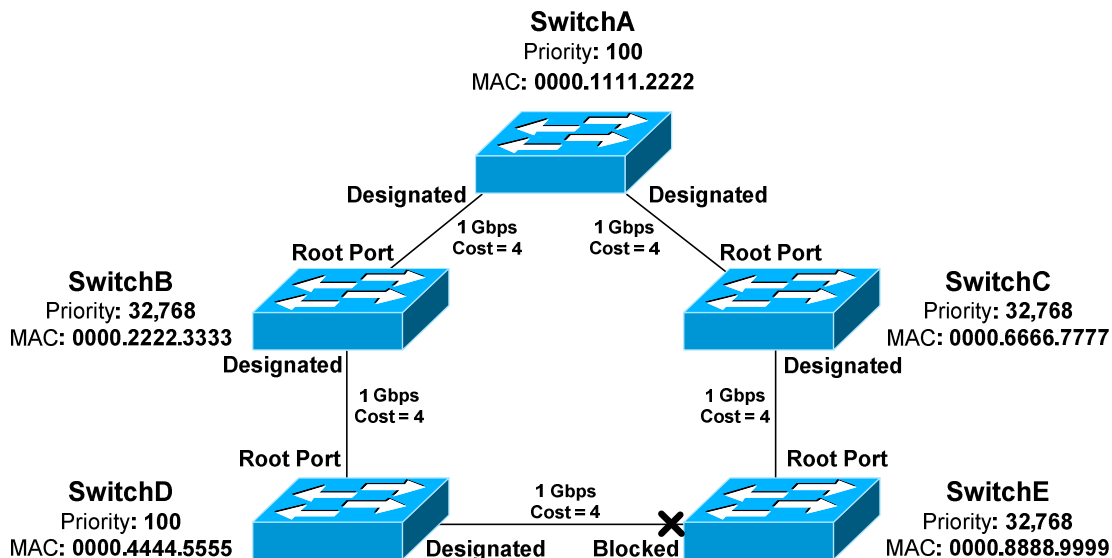 SwitchA
Priority: 100
MAC: 0000.1111.2222
Designated
Designated
1 Gbps
Cost = 4
1 Gbps
Cost = 4
Root Port
Root Port
SwitchB
Priority: 32,768
MAC: 0000.2222.3333
SwitchC
Priority: 32,768
MAC: 0000.6666.7777
Designated
Designated
1 Gbps
Cost = 4
1 Gbps
Cost = 4
Root Port
Root Port
SwitchD
Priority: 100
MAC: 0000.4444.5555
1 Gbps
Cost = 4
SwitchE
Priority: 32,768
MAC: 0000.8888.9999
Designated
Blocked